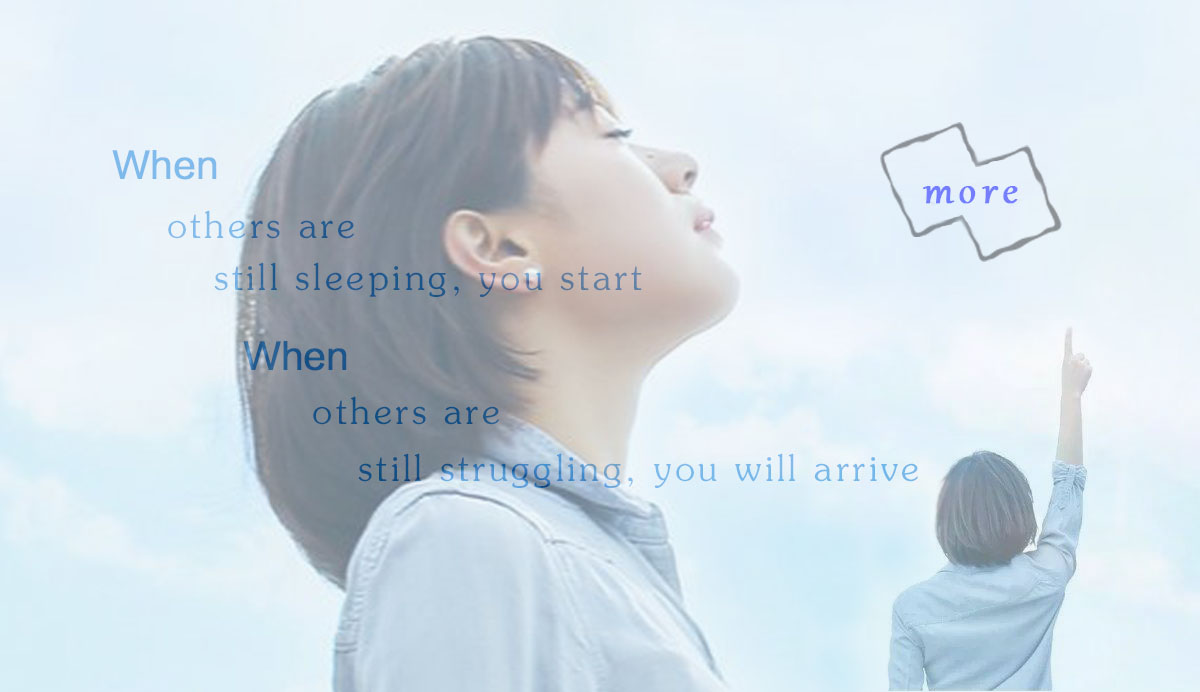 When
others are
still sleeping, you start
When
others are
still struggling, you will arrive
more